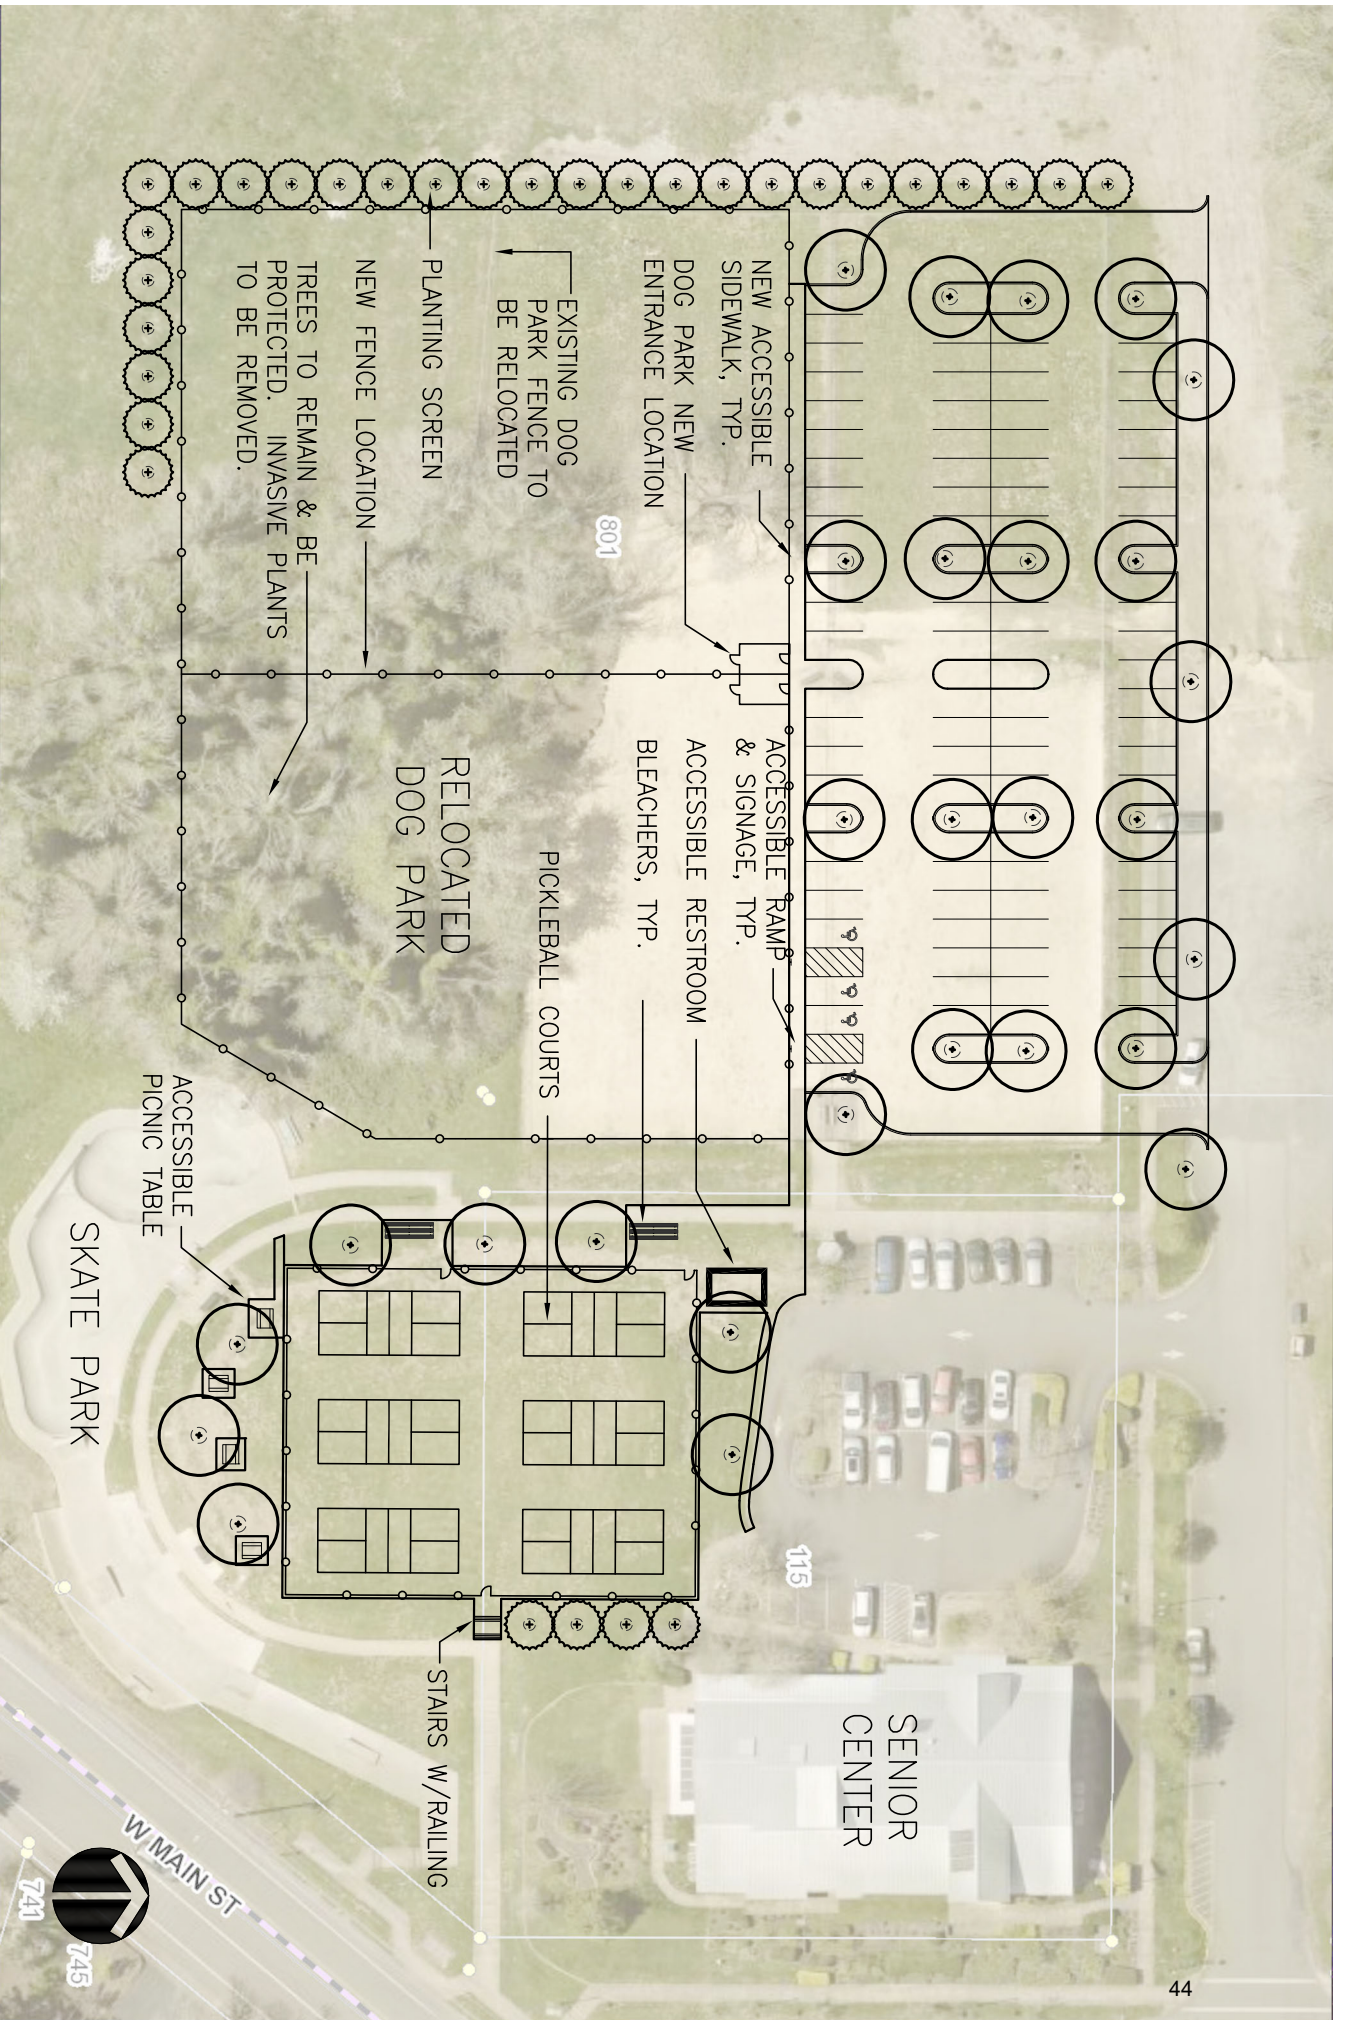 NEW ACCESSIBLE
SIDEWALK, TYP.
DOG PARK NEW
ENTRANCE LOCATION
EXISTING DOG
PARK FENCE TO
BE RELOCATED
PLANTING SCREEN
NEW FENCE LOCATION
TREES TO REMAIN & BE
PROTECTED. INVASIVE PLANTS
TO BE REMOVED.
801
ACCESSIBLE RAMP
& SIGNAGE, TYP.
ACCESSIBLE RESTROOM
BLEACHERS, TYP.
PICKLEBALL COURTS
RELOCATED
DOG PARK
ACCESSIBLE
PICNIC TABLE
SKATE PARK
115
SENIOR
CENTER
STAIRS W/RAILING
W MAIN ST
741
745
44